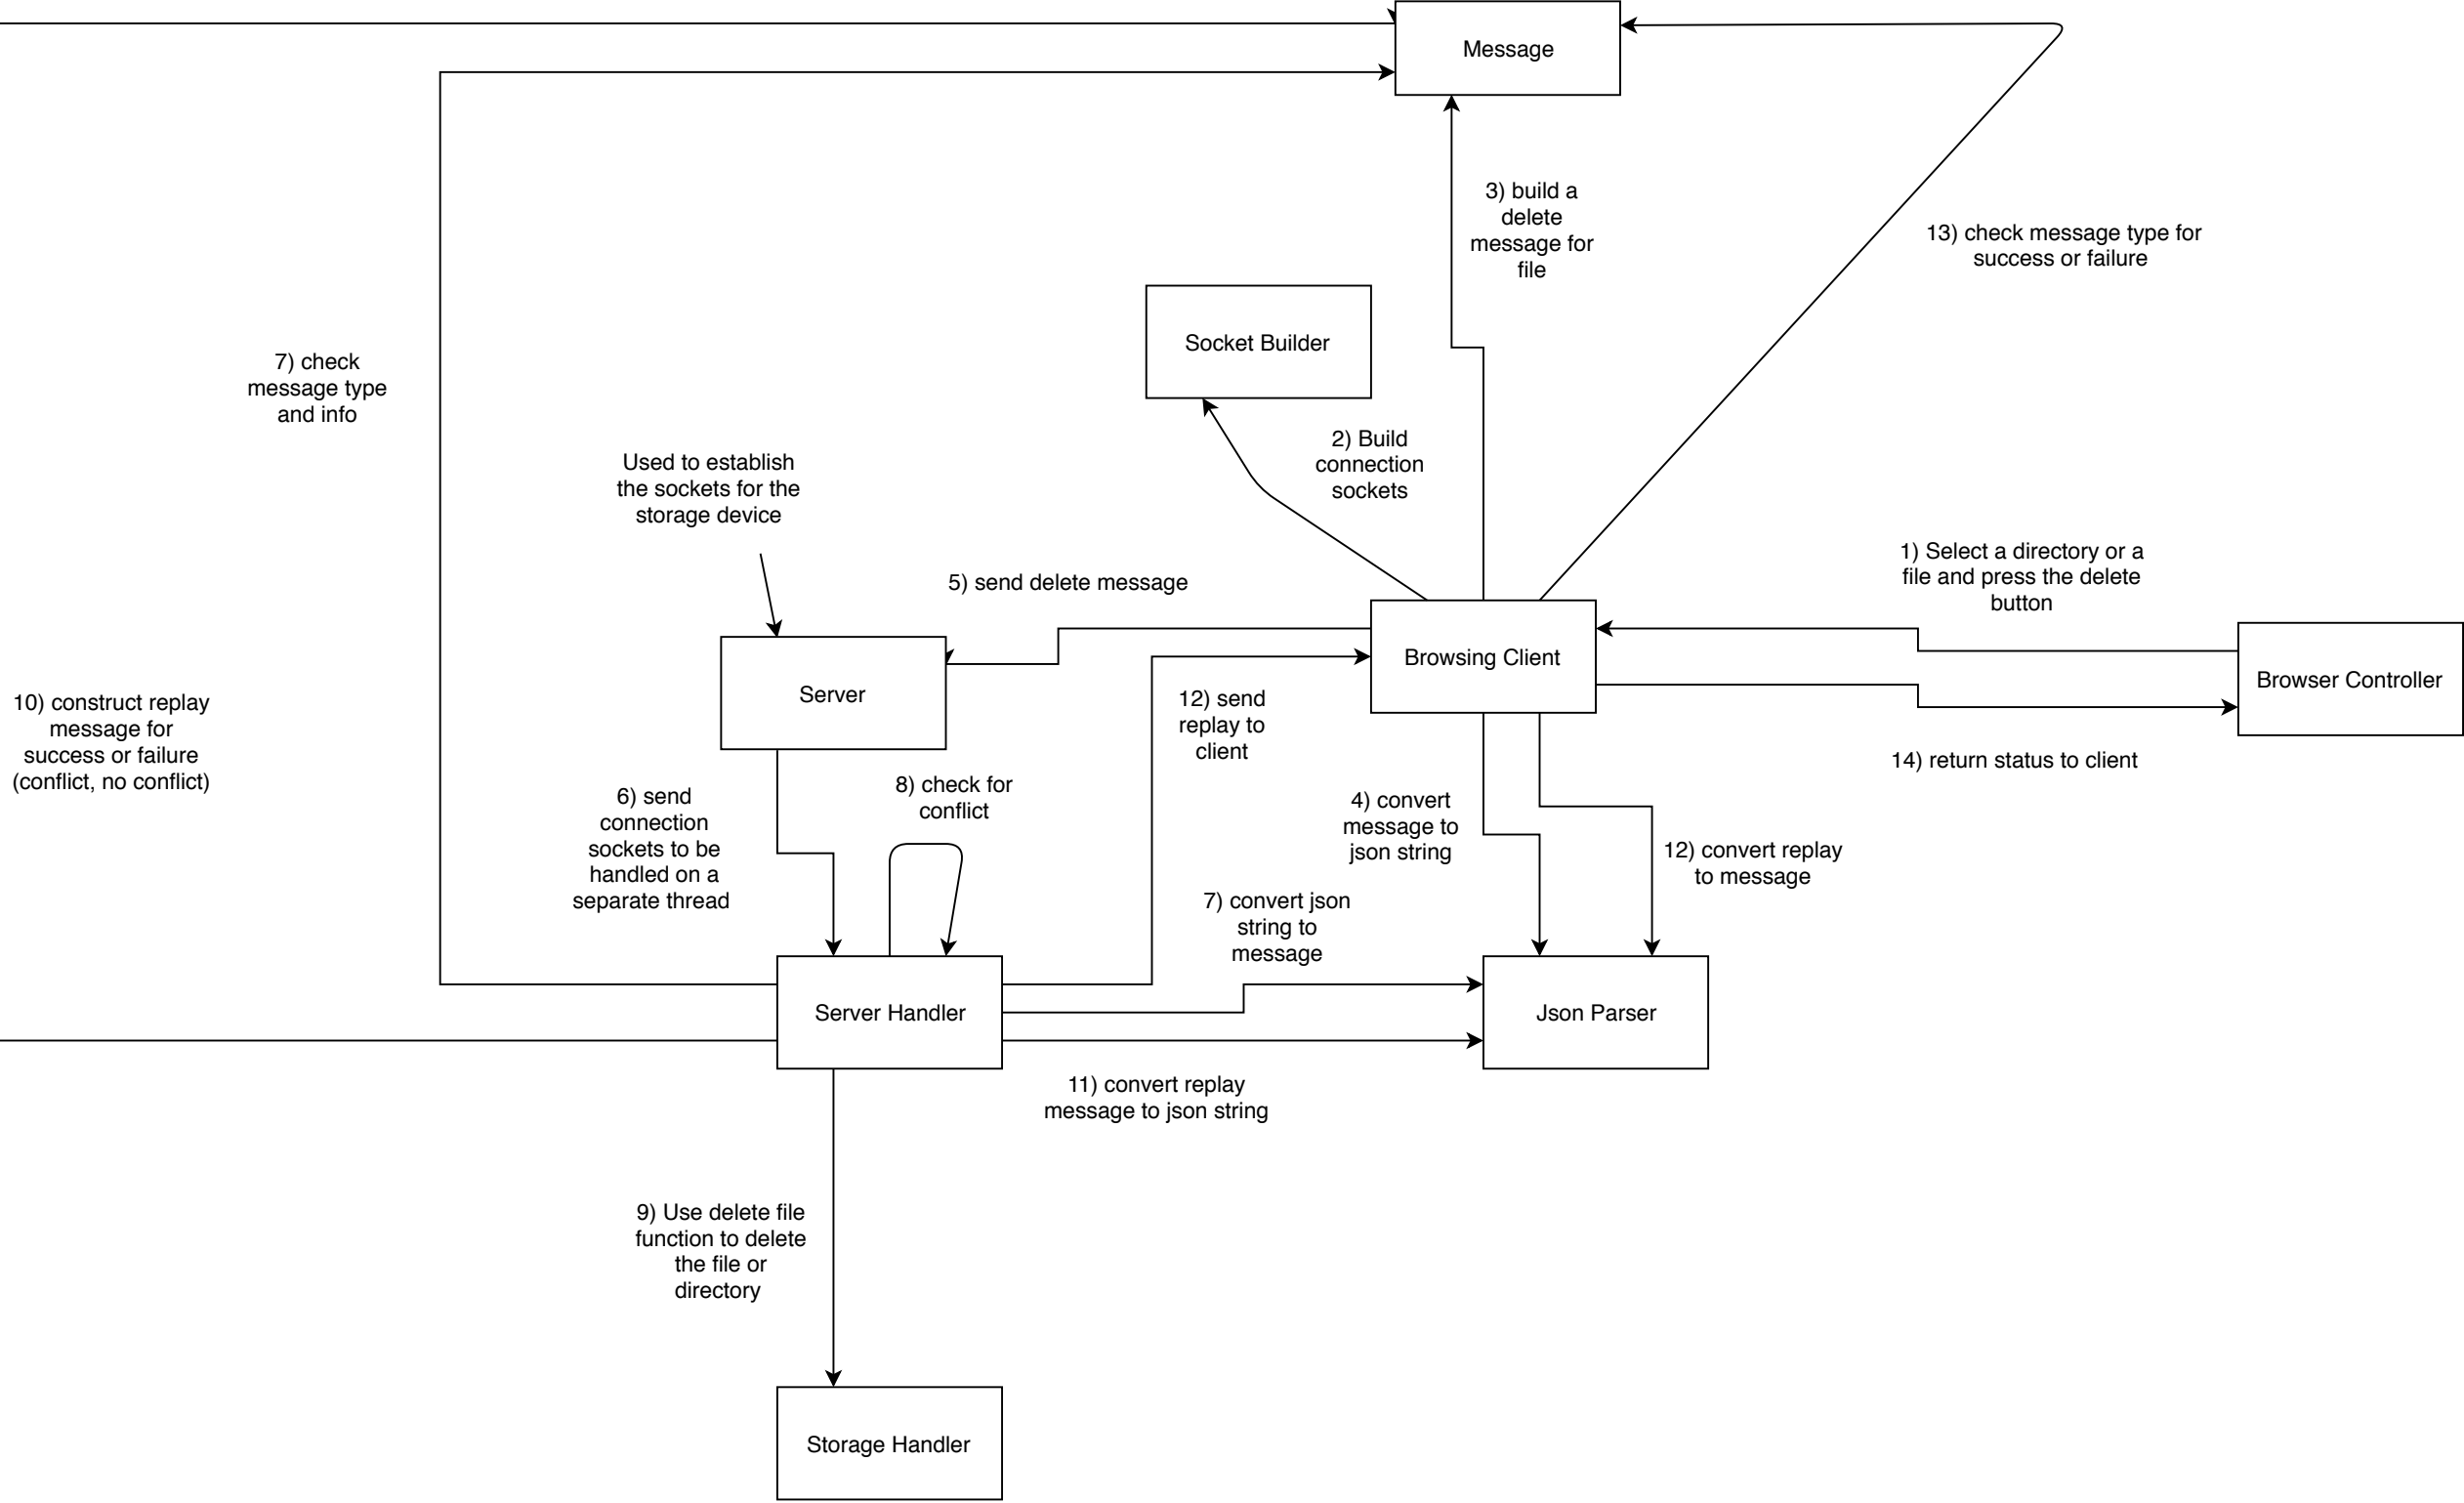 Message
3) build a
delete
message for
file
13) check message type for
success or failure
Socket Builder
7) check
message type
and info
2) Build
connection
sockets
Used to establish
the sockets for the
storage device
5) send delete message
1) Select a directory or a
file and press the delete
button
Browsing Client
Browser Controller
Server
10) construct replay
message for
success or failure
(conflict, no conflict)
12) send
replay to
client
14) return status to client
6) send
connection
sockets to be
handled on a
separate thread
8) check for
conflict
4) convert
message to
json string
12) convert replay
to message
7) convert json
string to
message
Server Handler
Json Parser
11) convert replay
message to json string
9) Use delete file
function to delete
the file or
directory
Storage Handler